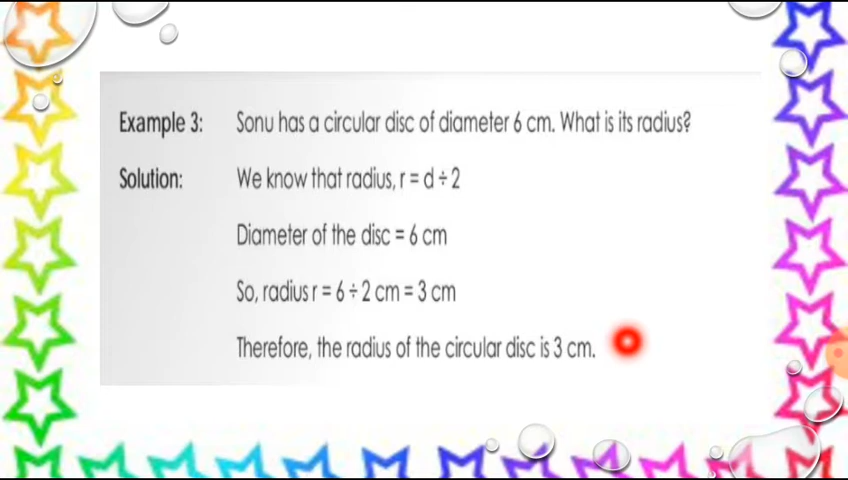 Example 3: Sonu has a circular disc of diameter 6 cm. What is its radius?
Solution: We know that radius, r = d ÷ 2
Diameter of the disc = 6 cm
So, radius r = 6 ÷ 2 cm = 3 cm
Therefore, the radius of the circular disc is 3 cm.